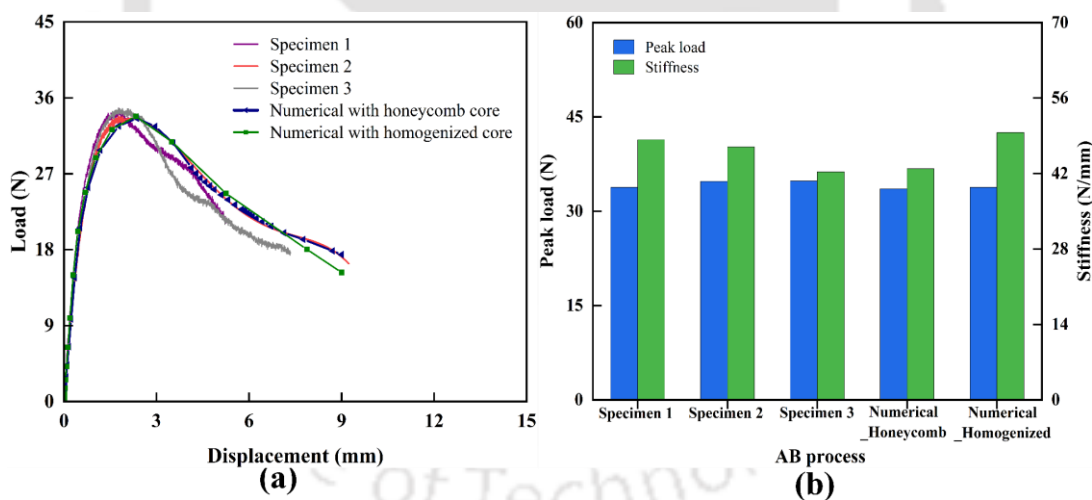 45
36
27
18
9
0
Load (N)
Specimen 1
Specimen 2
Specimen 3
Numerical with honeycomb core
Numerical with homogenized core
0 3 6 9 12 15
Displacement (mm)
(a)
60
45
30
15
0
Peak load (N)
Peak load
Stiffness
70
56
42
28
14
0
Stiffness (N/mm)
Specimen 1 Specimen 2 Specimen 3 Numerical Numerical
_Honeycomb _Homogenized
AB process
(b)
of Techno